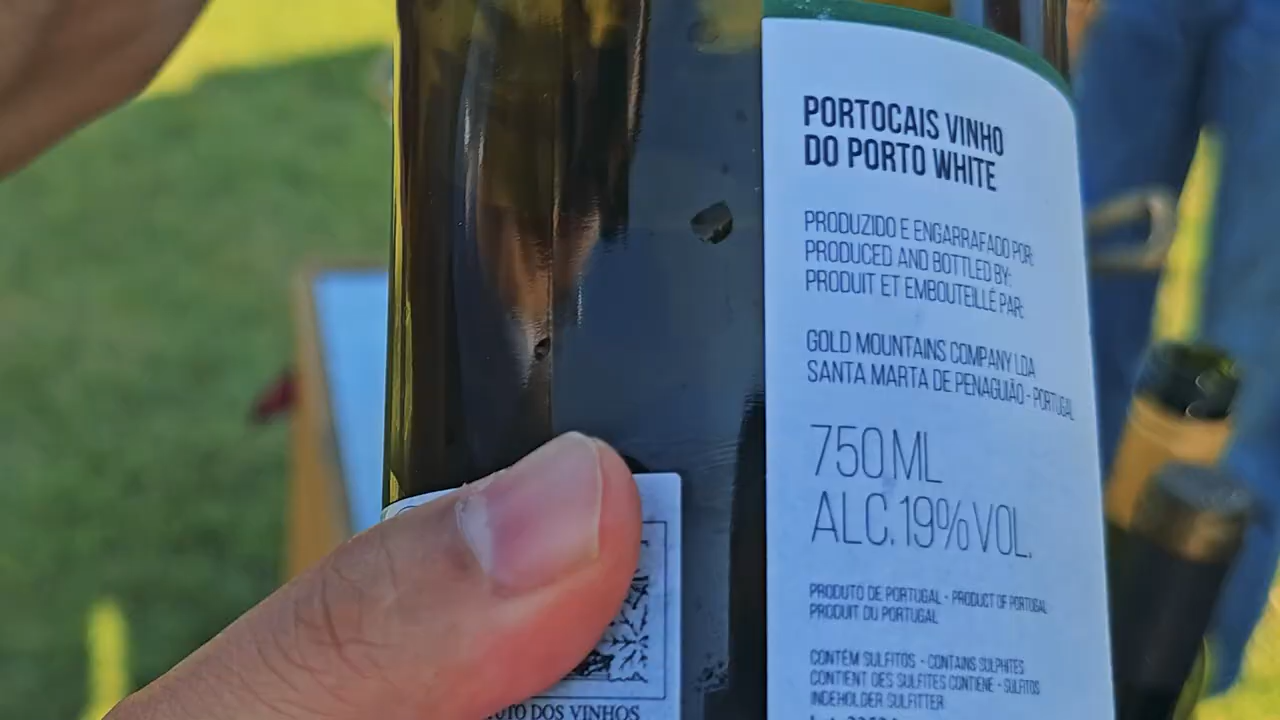 PORTOCAIS VINHO
DO PORTO WHITE
PRODUZIDO E ENGARRAFADO POR:
PRODUCED AND BOTTLED BY:
PRODUIT ET EMBOUTEILLÉ PAR:
GOLD MOUNTAINS COMPANY LDA
SANTA MARTA DE PENAGUIÃO - PORTUGAL
750 ML
ALC. 19% VOL.
PRODUTO DE PORTUGAL - PRODUCT OF PORTUGAL
PRODUIT DU PORTUGAL
CONTÉM SULFITOS - CONTAINS SULPHITES
CONTIENT DES SULFITES CONTIENE - SULFITOS
INDEHOLDER SULFITTER
DOS VINHOS